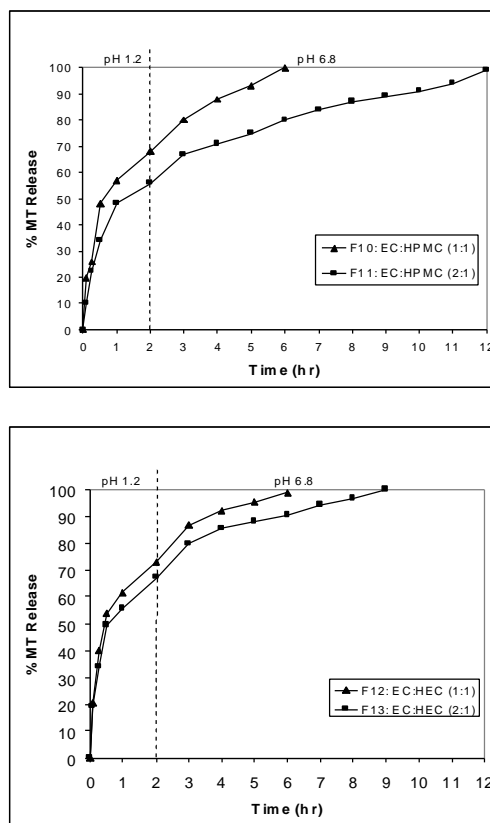 pH 1.2 pH 6.8
100
90
80
70
60
50
40
30
20
10
0
% MT Release
F10: EC:HPMC (1:1)
F11: EC:HPMC (2:1)
0 1 2 3 4 5 6 7 8 9 10 11 12
Time (hr)
pH 1.2 pH 6.8
100
90
80
70
60
50
40
30
20
10
0
% MT Release
F12: EC:HEC (1:1)
F13: EC:HEC (2:1)
0 1 2 3 4 5 6 7 8 9 10 11 12
Time (hr)